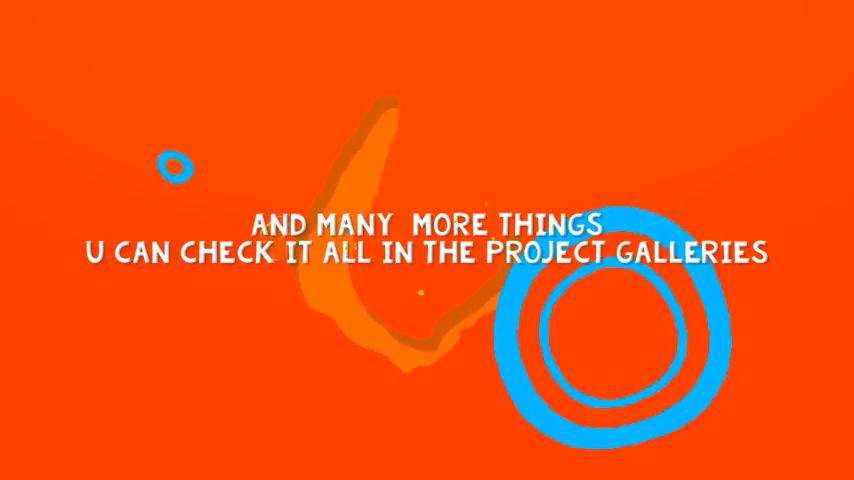 AND MANY  MORE THINGS
U CAN CHECK IT ALL IN THE PROJECT GALLERIES